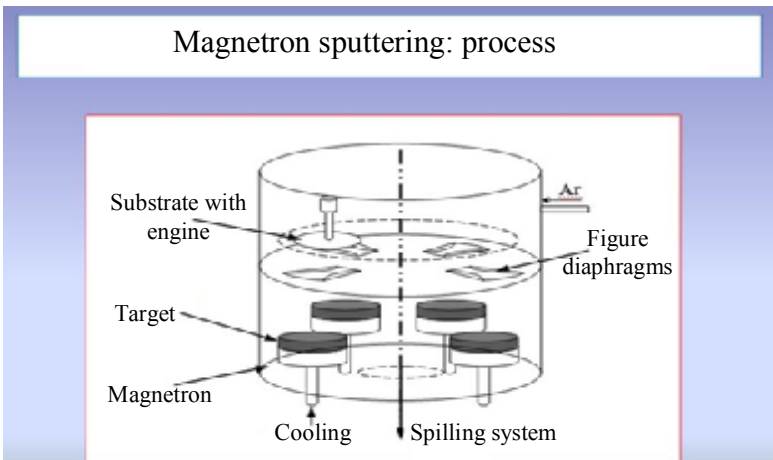 Magnetron sputtering: process
Ar
Substrate with
engine
Figure
diaphragms
Target
Magnetron
Cooling
Spilling system